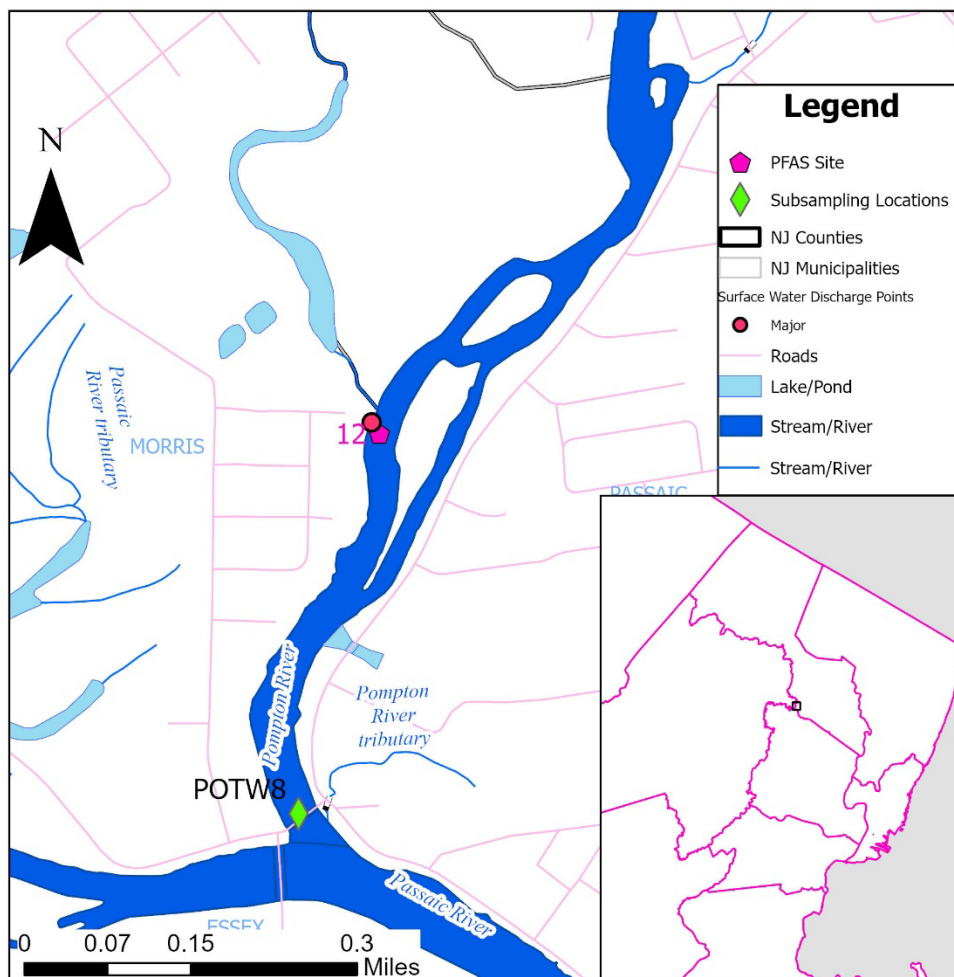 N
Legend
PFAS Site
Subsampling Locations
NJ Counties
NJ Municipalities
Surface Water Discharge Points
Major
Roads
Lake/Pond
Stream/River
Stream/River
Passaic
River tributary
MORRIS
12
PASSAIC
Pompton River
Pompton
River
tributary
POTW8
Passaic River
ESSEX
0 0.07 0.15 0.3
Miles